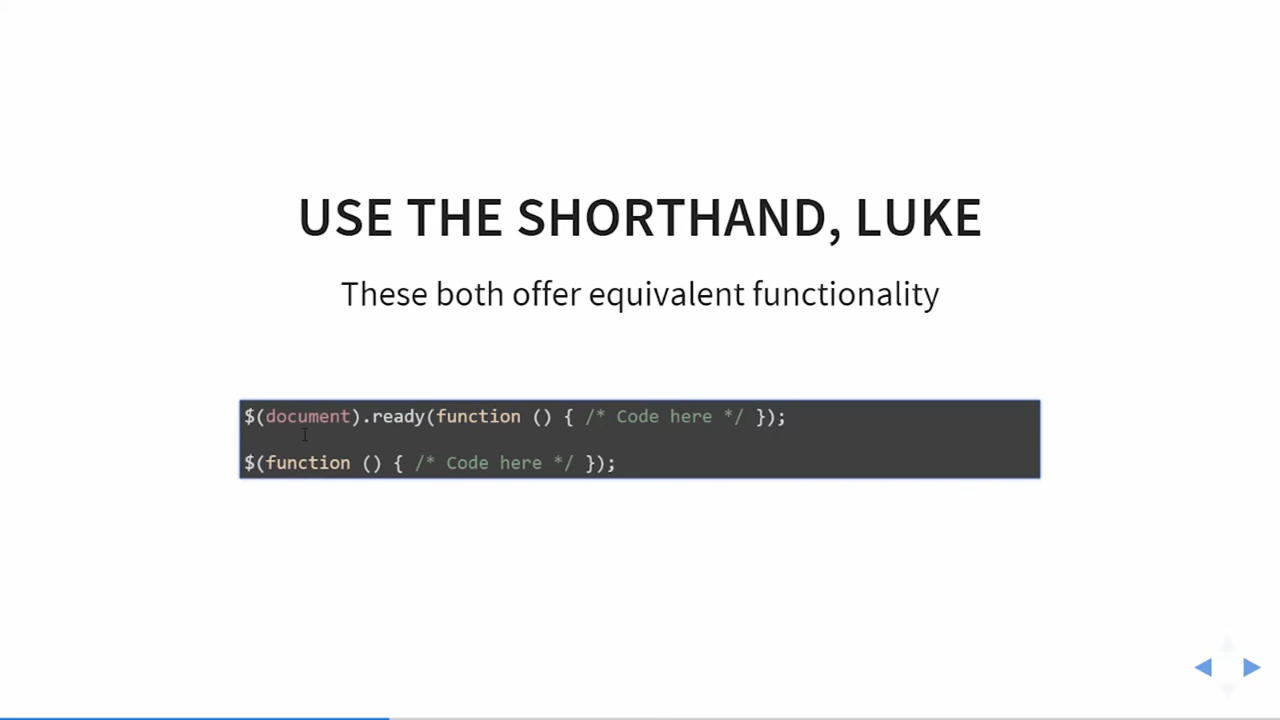 USE THE SHORTHAND, LUKE
These both offer equivalent functionality
$(document).ready(function () { /* Code here */ });
$(function () { /* Code here */ });